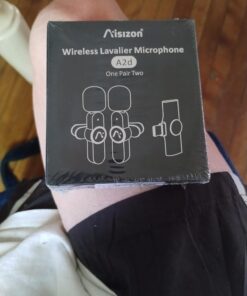 Aisizon
Wireless Lavalier Microphone
A2d
One Pair Two